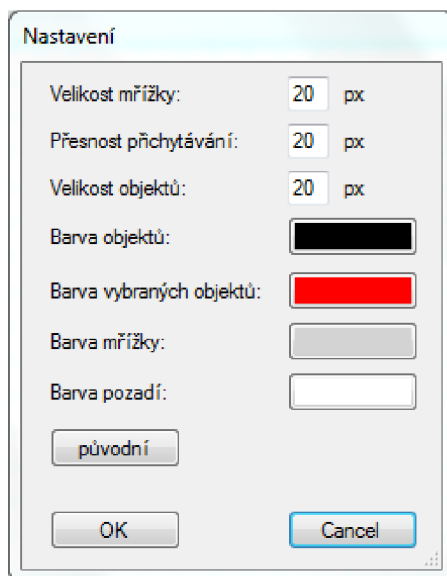 Nastavení
Velikost mřížky: 20 px
Přesnost přichytávání: 20 px
Velikost objektů: 20 px
Barva objektů:
Barva vybraných objektů:
Barva mřížky:
Barva pozadí:
původní
OK Cancel